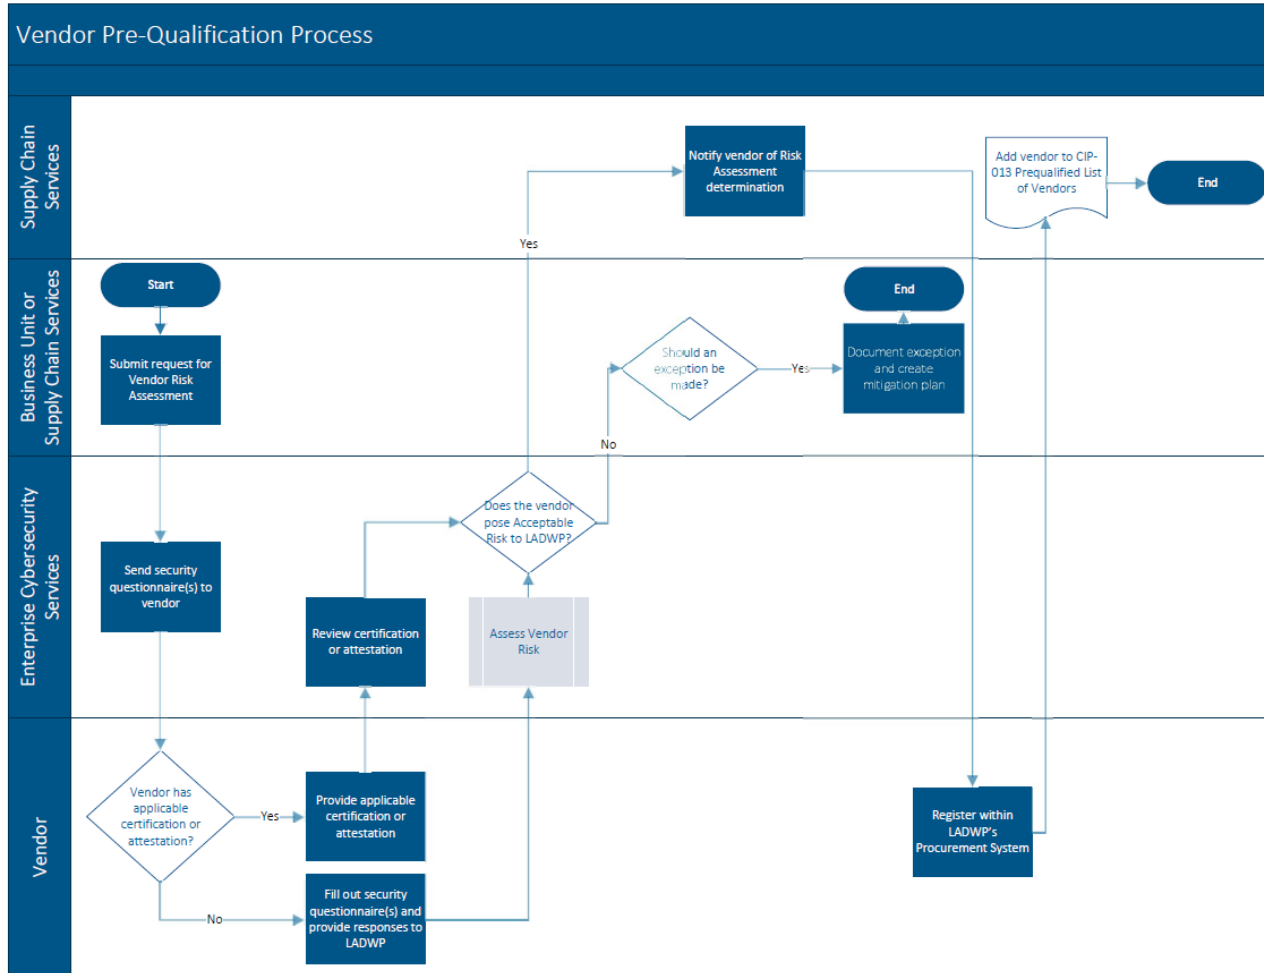 Vendor Pre-Qualification Process
Supply Chain
Services
Notify vendor of Risk
Assessment
determination
Add vendor to CIP-
013 Prequalified List
of Vendors
End
Yes
Business Unit or
Supply Chain Services
Start
Submit request for
Vendor Risk
Assessment
Should an
exception be
made?
Yes
End
Document exception
and create
mitigation plan
No
Enterprise Cybersecurity
Services
Send security
questionnaire(s) to
vendor
Review certification
or attestation
Does the vendor
pose Acceptable
Risk to LADWP?
Assess Vendor
Risk
Vendor
Vendor has
applicable
certification or
attestation?
Yes
Provide applicable
certification or
attestation
No
Fill out security
questionnaire(s) and
provide responses to
LADWP
Register within
LADWP's
Procurement System